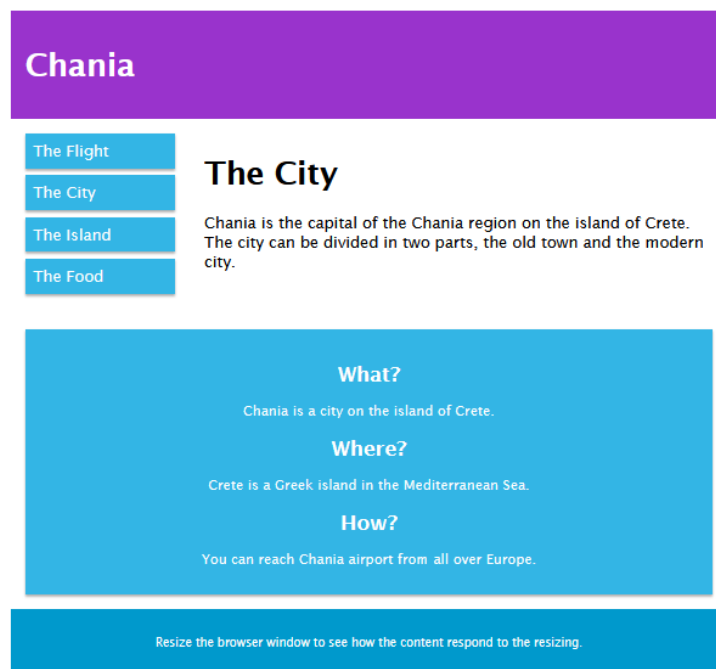 Chania
The Flight
The City
The Island
The Food
The City
Chania is the capital of the Chania region on the island of Crete.
The city can be divided in two parts, the old town and the modern
city.
What?
Chania is a city on the island of Crete.
Where?
Crete is a Greek island in the Mediterranean Sea.
How?
You can reach Chania airport from all over Europe.
Resize the browser window to see how the content respond to the resizing.